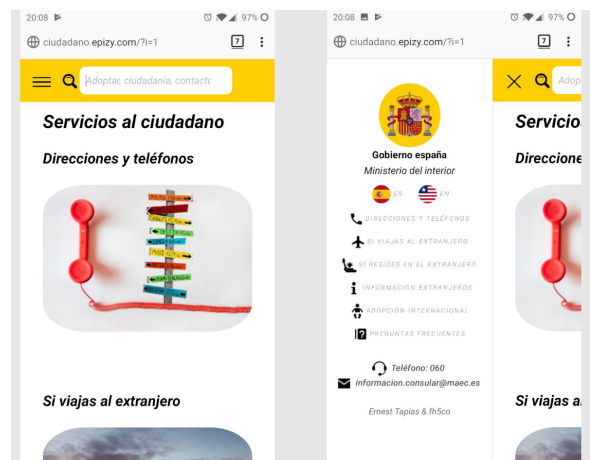 20:08
97%
ciudadano.epizy.com/?i=1
7
Adoptar, ciudadania, contacto
Servicios al ciudadano
Direcciones y teléfonos
Si viajas al extranjero
20:08
97%
ciudadano.epizy.com/?i=1
7
Adop
Gobierno españa
Ministerio del interior
ES
EN
DIRECCIONES Y TELÉFONOS
SI VIAJAS AL EXTRANJERO
SI RESIDES EN EL EXTRANJERO
INFORMACIÓN EXTRANJEROS
ADOPCIÓN INTERNACIONAL
PREGUNTAS FRECUENTES
Teléfono: 060
informacion.consular@maec.es
Ernest Tapias & fh5co
Servicio
Direccione
Si viajas a